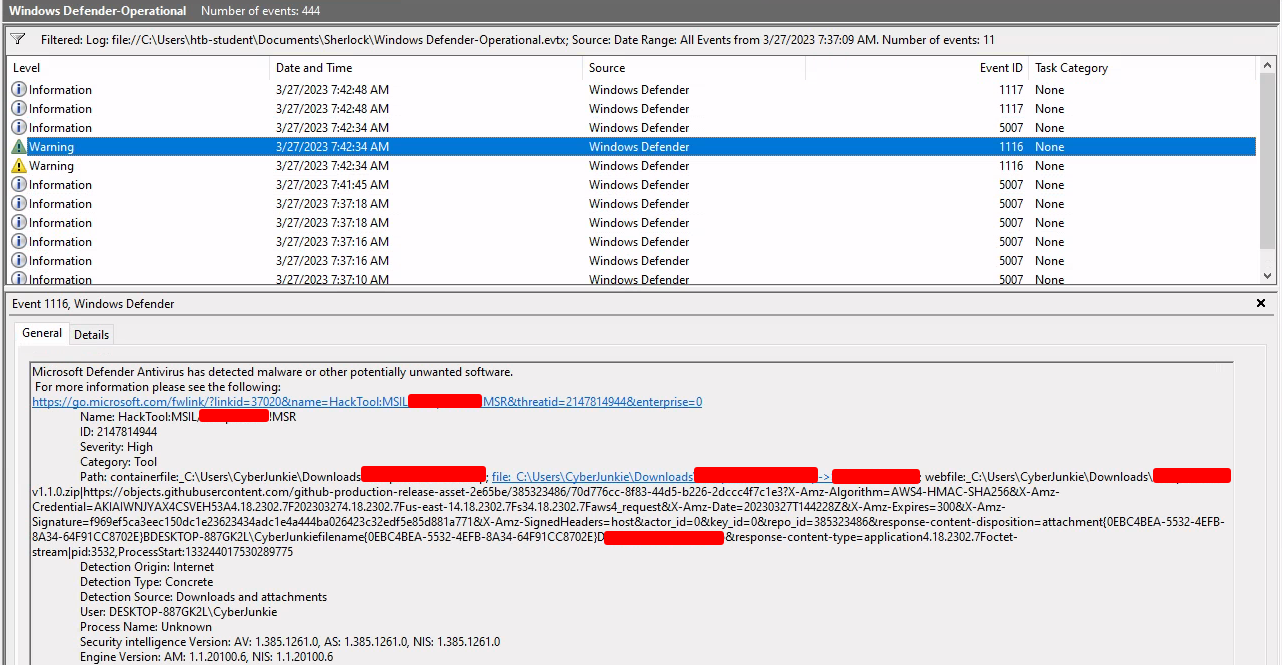 Windows Defender-Operational Number of events: 444
Filtered: Log: file://C:\Users\htb-student\Documents\Sherlock\Windows Defender-Operational.evtx; Source: Date Range: All Events from 3/27/2023 7:37:09 AM. Number of events: 11
Level Date and Time Source Event ID Task Category
Information 3/27/2023 7:42:48 AM Windows Defender 1117 None
Information 3/27/2023 7:42:48 AM Windows Defender 1117 None
Information 3/27/2023 7:42:34 AM Windows Defender 5007 None
Warning 3/27/2023 7:42:34 AM Windows Defender 1116 None
Warning 3/27/2023 7:42:34 AM Windows Defender 1116 None
Information 3/27/2023 7:41:45 AM Windows Defender 5007 None
Information 3/27/2023 7:37:18 AM Windows Defender 5007 None
Information 3/27/2023 7:37:18 AM Windows Defender 5007 None
Information 3/27/2023 7:37:16 AM Windows Defender 5007 None
Information 3/27/2023 7:37:16 AM Windows Defender 5007 None
Information 3/27/2023 7:37:10 AM Windows Defender 5007 None
Event 1116, Windows Defender
General Details
Microsoft Defender Antivirus has detected malware or other potentially unwanted software.
For more information please see the following:
https://go.microsoft.com/fwlink/?linkid=37020&name=HackTool:MSIL MSR&threatid=2147814944&enterprise=0
Name: HackTool:MSIL/ !MSR
ID: 2147814944
Severity: High
Category: Tool
Path: containerfile:_C:\Users\CyberJunkie\Downloads ; file:_C:\Users\CyberJunkie\Downloads\ -> ; webfile:_C:\Users\CyberJunkie\Downloads\
v1.1.0.zip|https://objects.githubusercontent.com/github-production-release-asset-2e65be/385323486/70d776cc-8f83-44d5-b226-2dccc4f7c1e3?X-Amz-Algorithm=AWS4-HMAC-SHA256&X-Amz-
Credential=AKIAIWNJYAX4CSVEH53A4.18.2302.7F202303274.18.2302.7Fus-east-14.18.2302.7Fs34.18.2302.7Faws4_request&X-Amz-Date=20230327T144228Z&X-Amz-Expires=300&X-Amz-
Signature=f969ef5ca3eec150dc1e23623434adc1e4a444ba026423c32edf5e85d881a771&X-Amz-SignedHeaders=host&actor_id=0&key_id=0&repo_id=385323486&response-content-disposition=attachment{0EBC4BEA-5532-4EFB-
8A34-64F91CC8702E}BDESKTOP-887GK2L\CyberJunkiefilename{0EBC4BEA-5532-4EFB-8A34-64F91CC8702E}D &response-content-type=application4.18.2302.7Foctet-
stream|pid:3532,ProcessStart:133244017530289775
Detection Origin: Internet
Detection Type: Concrete
Detection Source: Downloads and attachments
User: DESKTOP-887GK2L\CyberJunkie
Process Name: Unknown
Security intelligence Version: AV: 1.385.1261.0, AS: 1.385.1261.0, NIS: 1.385.1261.0
Engine Version: AM: 1.1.20100.6, NIS: 1.1.20100.6